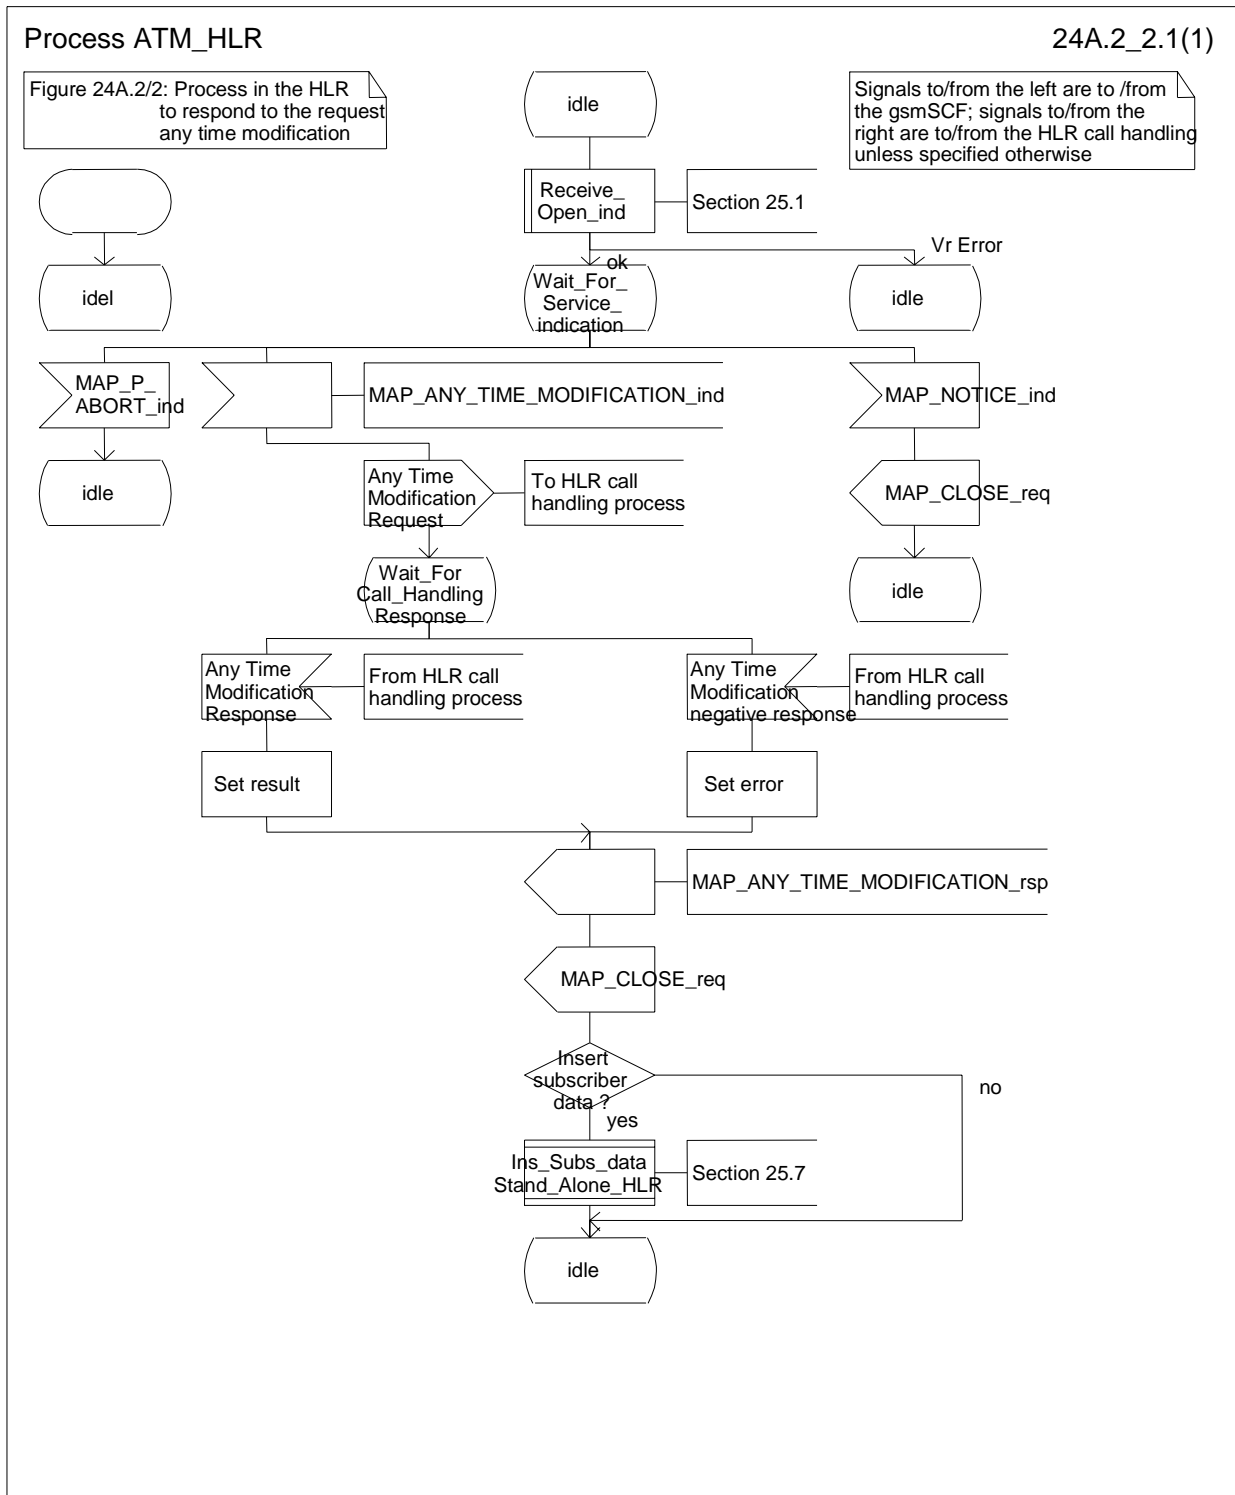 Process ATM_HLR
24A.2_2.1(1)
Figure 24A.2/2: Process in the HLR
to respond to the request
any time modification
idle
Signals to/from the left are to /from
the gsmSCF; signals to/from the
right are to/from the HLR call handling
unless specified otherwise
Receive_
Open_ind
Section 25.1
Vr Error
ok
idel
Wait_For_
Service_
indication
idle
MAP_P_
ABORT_ind
MAP_ANY_TIME_MODIFICATION_ind
MAP_NOTICE_ind
idle
Any Time
Modification
Request
To HLR call
handling process
MAP_CLOSE_req
Wait_For
Call_Handling
Response
idle
Any Time
Modification
Response
From HLR call
handling process
Any Time
Modification
negative response
From HLR call
handling process
Set result
Set error
MAP_ANY_TIME_MODIFICATION_rsp
MAP_CLOSE_req
Insert
subscriber
data ?
no
yes
Ins_Subs_data
Stand_Alone_HLR
Section 25.7
idle